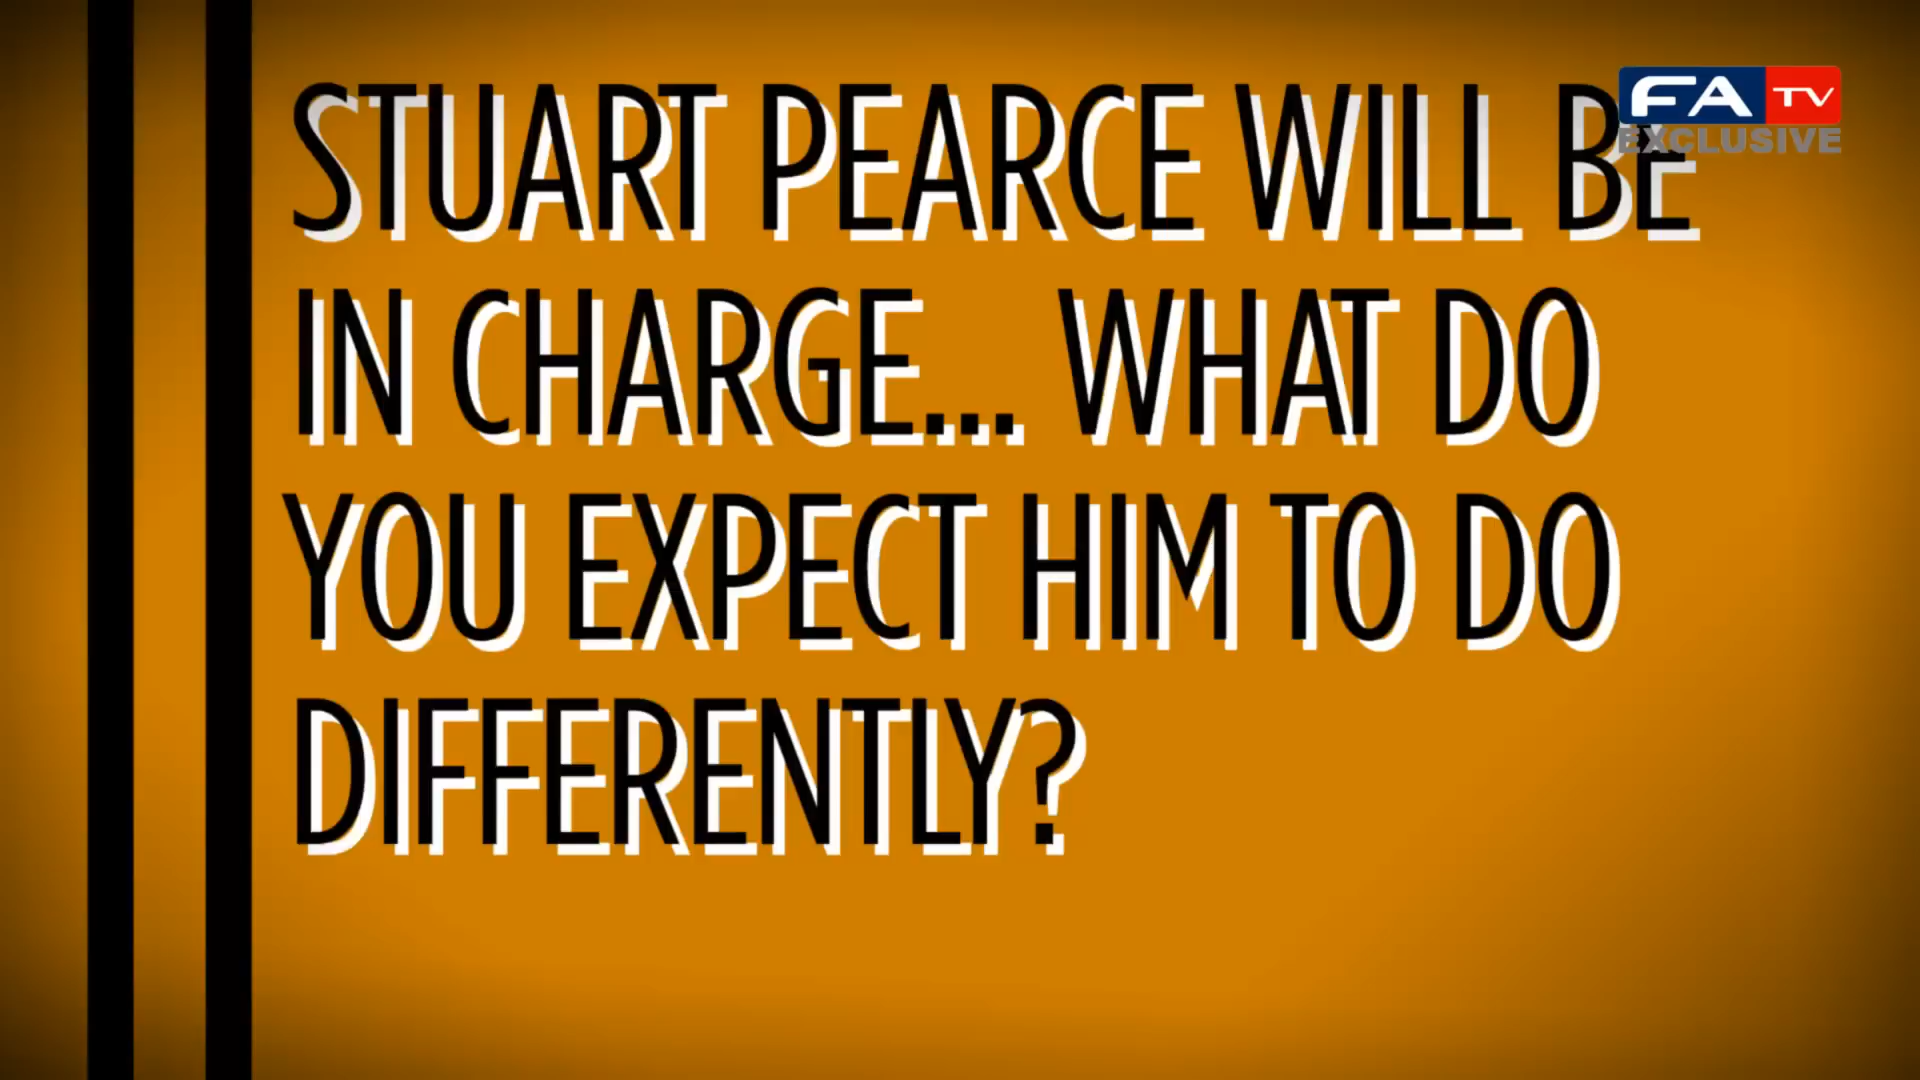 FA TV
EXCLUSIVE
STUART PEARCE WILL BE
IN CHARGE... WHAT DO
YOU EXPECT HIM TO DO
DIFFERENTLY?